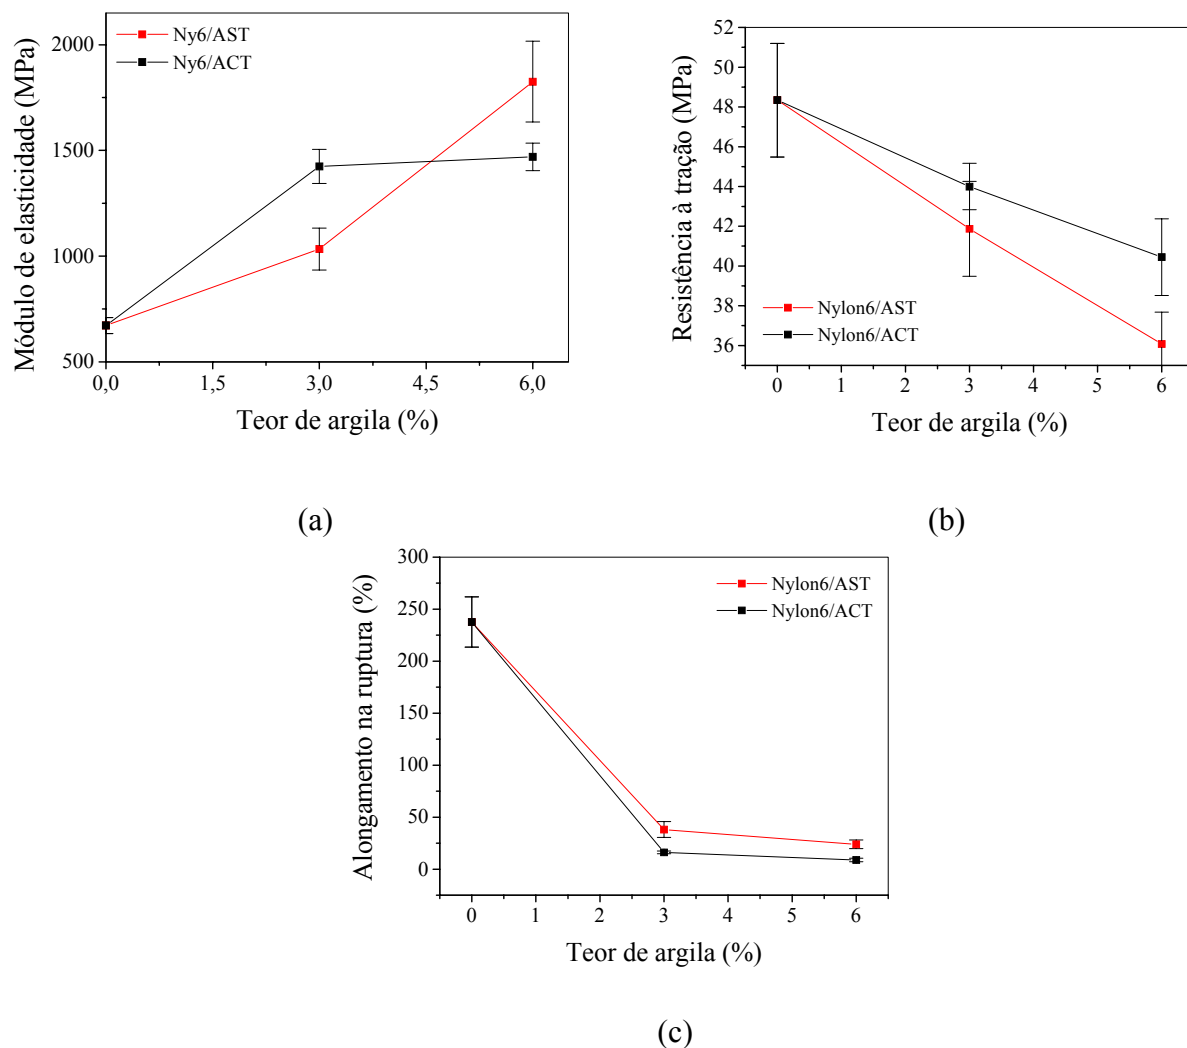 Ny6/AST
Ny6/ACT
Módulo de elasticidade (MPa)
2000
1500
1000
500
0,0
1,5
3,0
4,5
6,0
Teor de argila (%)
(a)
Resistência à tração (MPa)
52
50
48
46
44
42
40
38
36
Nylon6/AST
Nylon6/ACT
0
1
2
3
4
5
6
Teor de argila (%)
(b)
Alongamento na ruptura (%)
300
250
200
150
100
50
0
Nylon6/AST
Nylon6/ACT
0
1
2
3
4
5
6
Teor de argila (%)
(c)